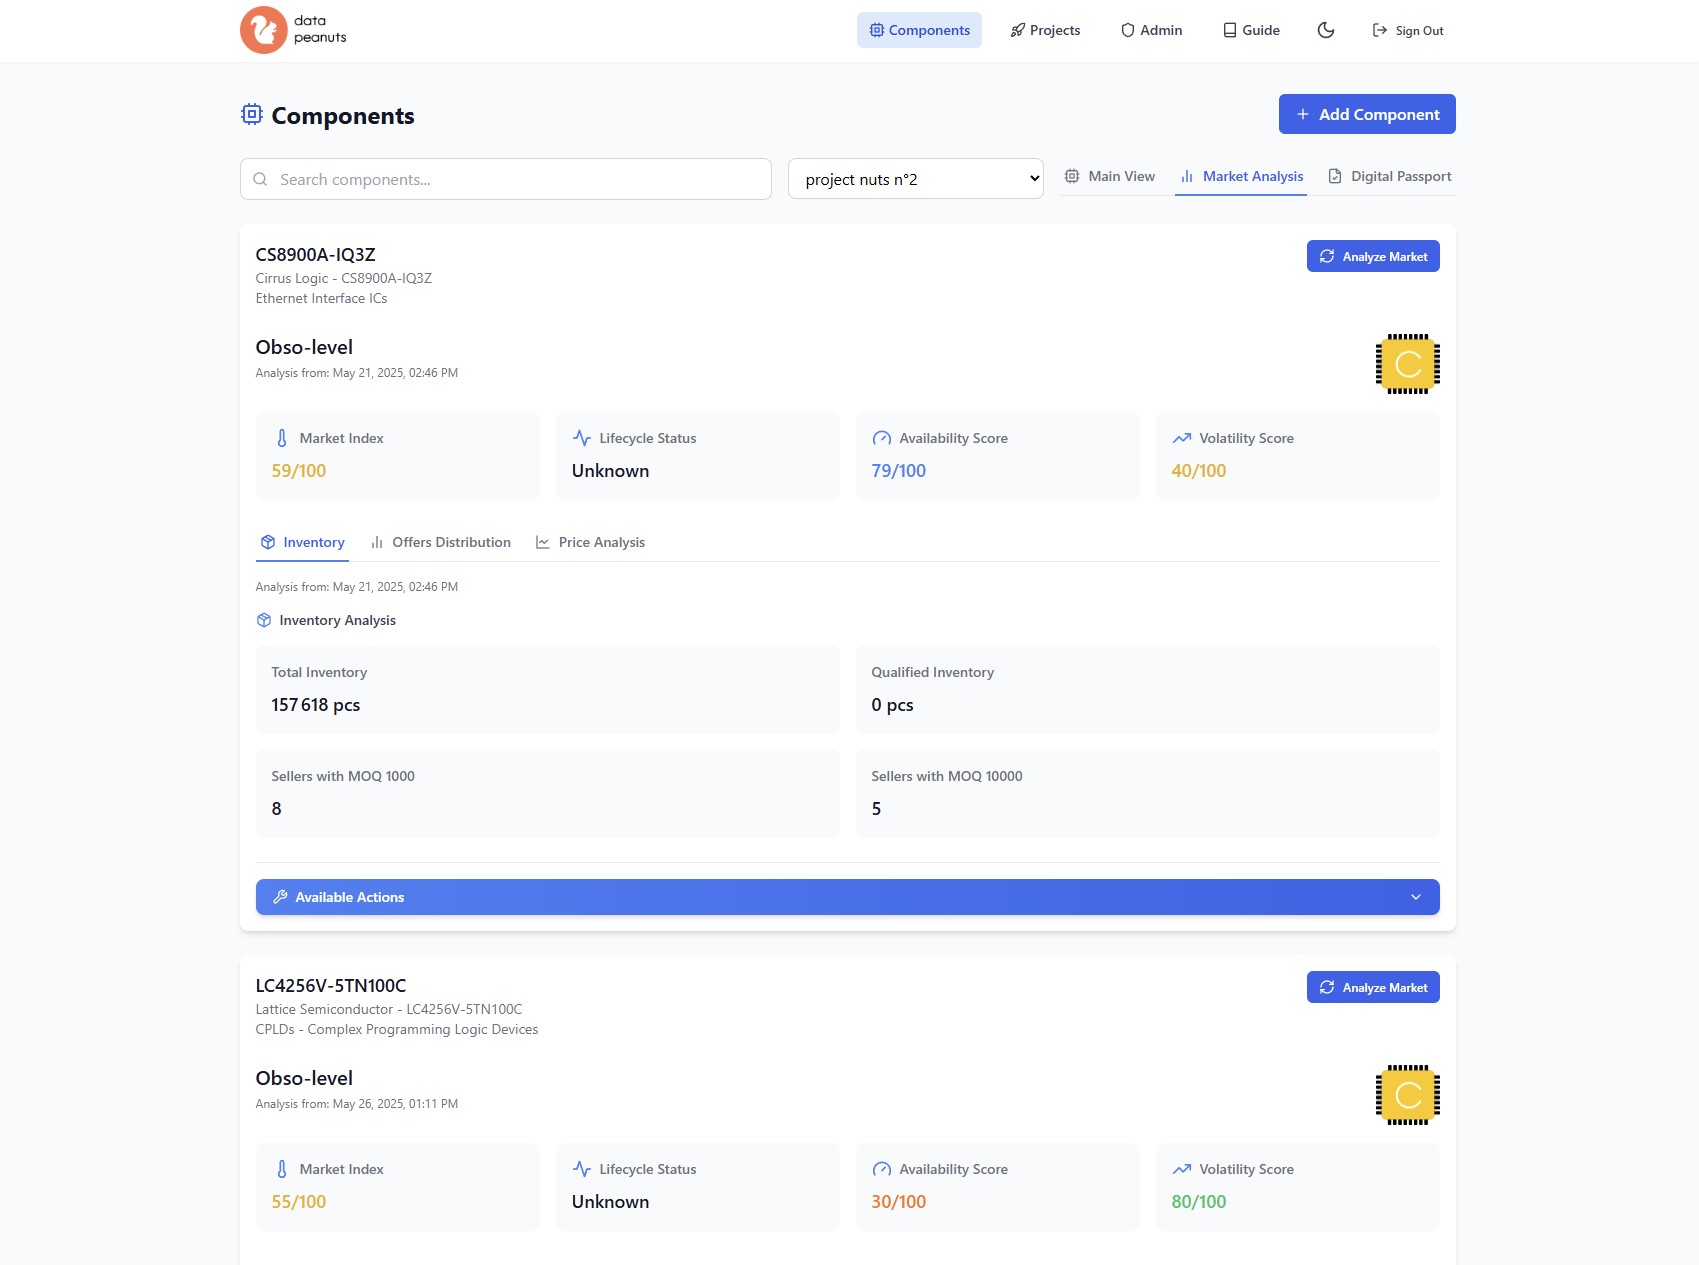 data
peanuts
Components
Projects
Admin
Guide
Sign Out
Components
+ Add Component
Search components...
project nuts n°2
Main View
Market Analysis
Digital Passport
CS8900A-IQ3Z
Analyze Market
Cirrus Logic - CS8900A-IQ3Z
Ethernet Interface ICs
Obso-level
Analysis from: May 21, 2025, 02:46 PM
C
Market Index
59/100
Lifecycle Status
Unknown
Availability Score
79/100
Volatility Score
40/100
Inventory
Offers Distribution
Price Analysis
Analysis from: May 21, 2025, 02:46 PM
Inventory Analysis
Total Inventory
157 618 pcs
Qualified Inventory
0 pcs
Sellers with MOQ 1000
8
Sellers with MOQ 10000
5
Available Actions
LC4256V-5TN100C
Analyze Market
Lattice Semiconductor - LC4256V-5TN100C
CPLDs - Complex Programming Logic Devices
Obso-level
Analysis from: May 26, 2025, 01:11 PM
C
Market Index
55/100
Lifecycle Status
Unknown
Availability Score
30/100
Volatility Score
80/100